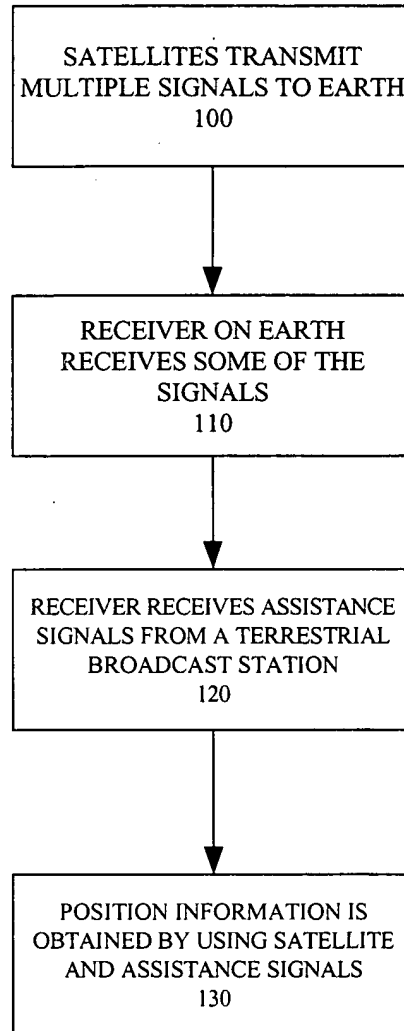 SATELLITES TRANSMIT
MULTIPLE SIGNALS TO EARTH
100
RECEIVER ON EARTH
RECEIVES SOME OF THE
SIGNALS
110
RECEIVER RECEIVES ASSISTANCE
SIGNALS FROM A TERRESTRIAL
BROADCAST STATION
120
POSITION INFORMATION IS
OBTAINED BY USING SATELLITE
AND ASSISTANCE SIGNALS
130